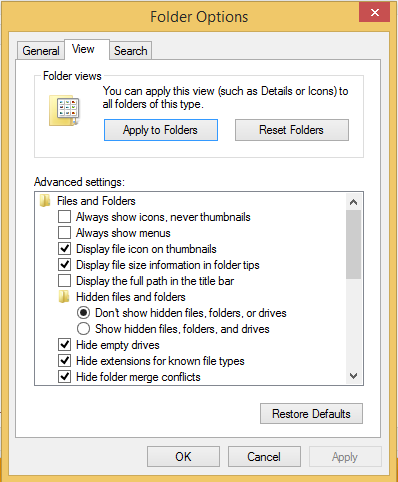 Folder Options
General View Search
Folder views
You can apply this view (such as Details or Icons) to
all folders of this type.
Apply to Folders Reset Folders
Advanced settings:
Files and Folders
Always show icons, never thumbnails
Always show menus
Display file icon on thumbnails
Display file size information in folder tips
Display the full path in the title bar
Hidden files and folders
Don't show hidden files, folders, or drives
Show hidden files, folders, and drives
Hide empty drives
Hide extensions for known file types
Hide folder merge conflicts
Restore Defaults
OK Cancel Apply